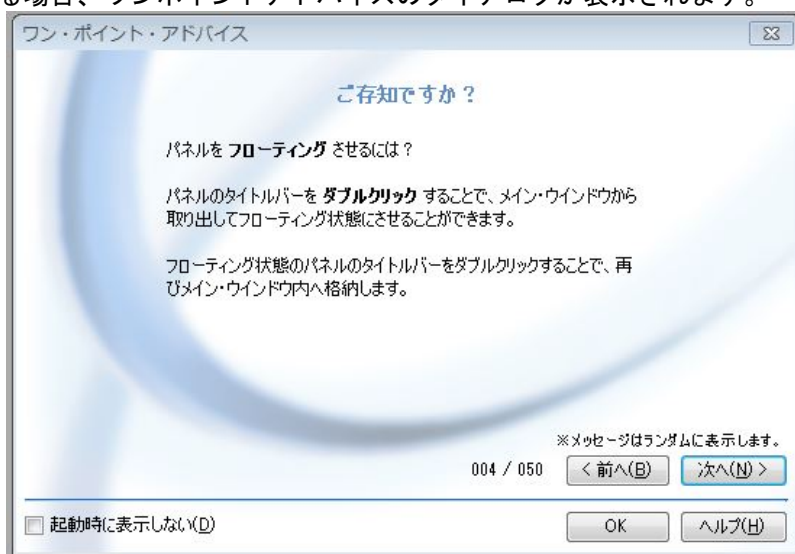 る場合、ワンポイントアドバイスのダイアログが表示されます。
ワン・ポイント・アドバイス
ご存知ですか？
パネルを フローティング させるには？
パネルのタイトルバーを ダブルクリック することで、メイン・ウインドウから
取り出してフローティング状態にさせることができます。
フローティング状態のパネルのタイトルバーをダブルクリックすることで、再
びメイン・ウインドウ内へ格納します。
※メッセージはランダムに表示します。
004 / 050 < 前へ(B) 次へ(N) >
起動時に表示しない(D) OK ヘルプ(H)